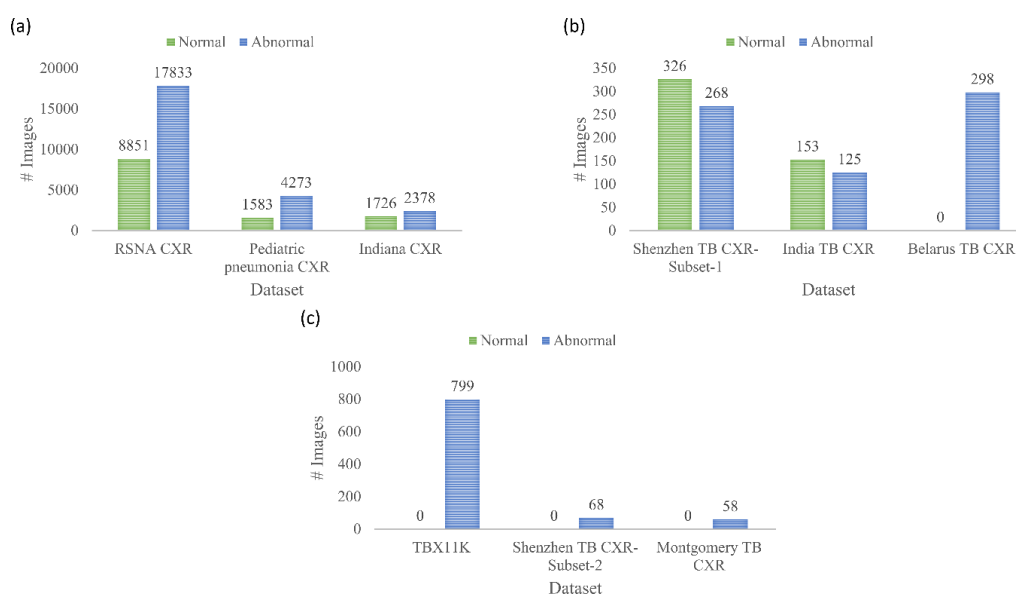 (a)
Normal Abnormal
20000
15000
10000
5000
0
# Images
8851
17833
1583
4273
1726
2378
RSNA CXR
Pediatric
pneumonia CXR
Indiana CXR
Dataset
(b)
Normal Abnormal
350
300
250
200
150
100
50
0
# Images
326
268
153
125
0
298
Shenzhen TB CXR-
Subset-1
India TB CXR
Belarus TB CXR
Dataset
(c)
Normal Abnormal
1000
800
600
400
200
0
# Images
0
799
0
68
0
58
TBX11K
Shenzhen TB CXR-
Subset-2
Montgomery TB
CXR
Dataset